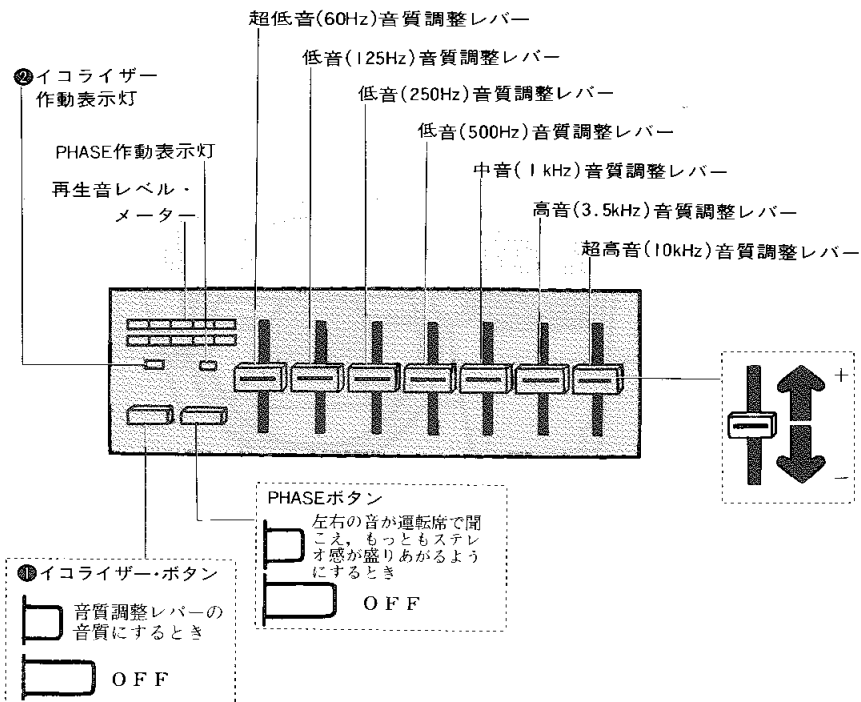 超低音(60Hz)音質調整レバー
低音(125Hz)音質調整レバー
低音(250Hz)音質調整レバー
低音(500Hz)音質調整レバー
中音(1kHz)音質調整レバー
高音(3.5kHz)音質調整レバー
超高音(10kHz)音質調整レバー
❷イコライザー
作動表示灯
PHASE作動表示灯
再生音レベル・
メーター
+
−
PHASEボタン
左右の音が運転席で聞
こえ，もっともステレ
オ感が盛りあがるよう
にするとき
OFF
❶イコライザー・ボタン
音質調整レバーの
音質にするとき
OFF